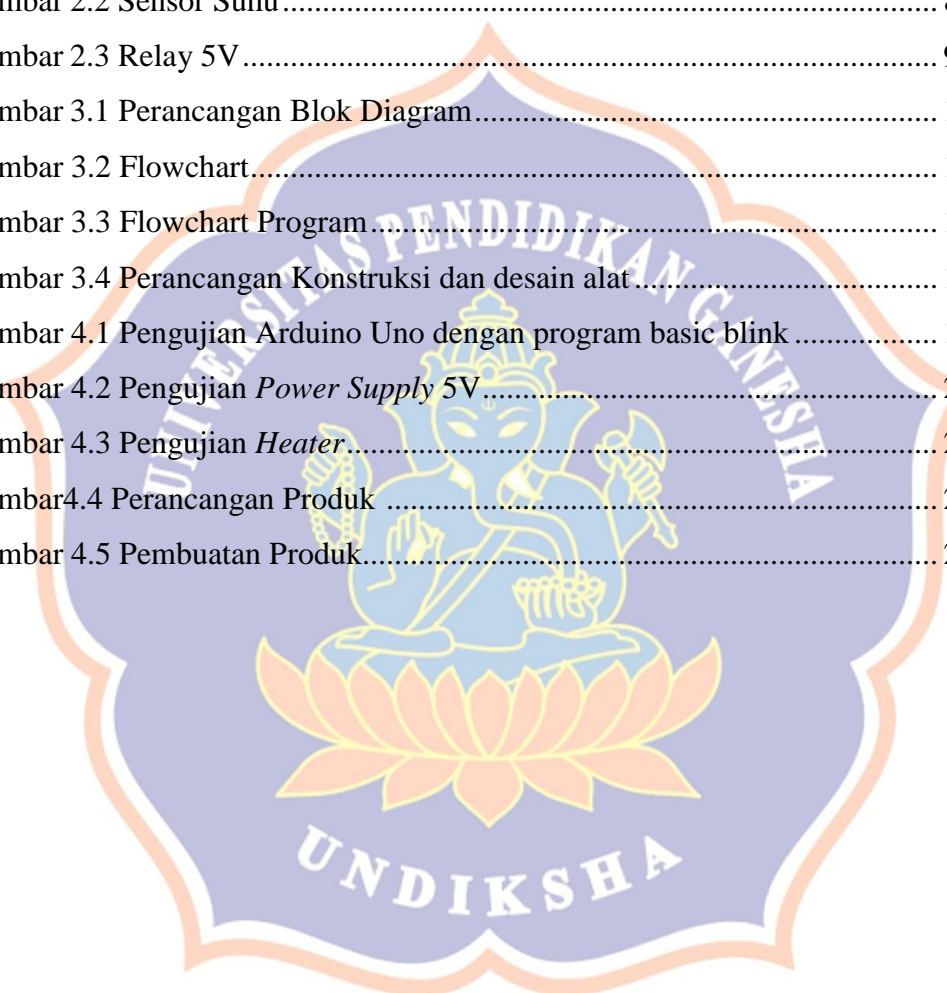 mbar 2.2 Sensor Suhu
mbar 2.3 Relay 5V 9
mbar 3.1 Perancangan Blok Diagram
mbar 3.2 Flowchart
mbar 3.3 Flowchart Program
mbar 3.4 Perancangan Konstruksi dan desain alat
mbar 4.1 Pengujian Arduino Uno dengan program basic blink
mbar 4.2 Pengujian Power Supply 5V
mbar 4.3 Pengujian Heater
mbar4.4 Perancangan Produk
mbar 4.5 Pembuatan Produk
UNIVERSITAS PENDIDIKAN GANESHA
UNDIKSHA